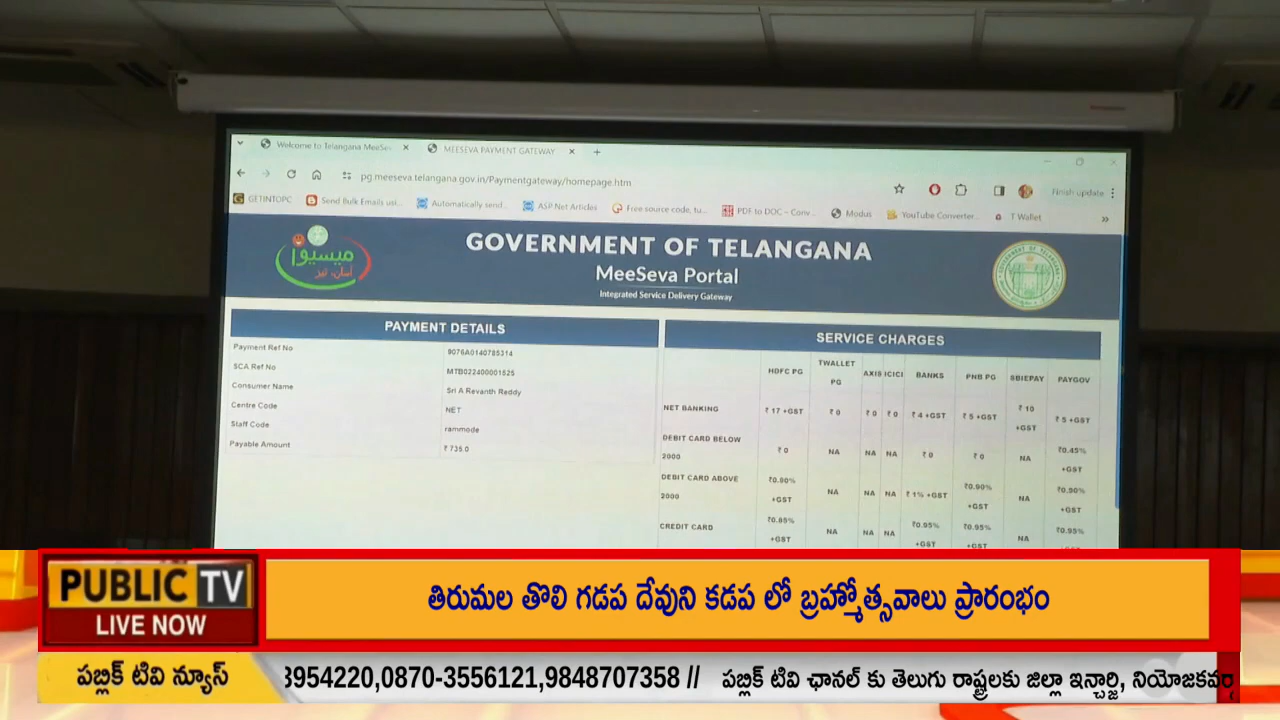 Welcome to Telangana MeeSev
MEESEVA PAYMENT GATEWAY
pg.meeseva.telangana.gov.in/Paymentgateway/homepage.htm
Finish update
GETINTOPC
Send Bulk Emails usi...
Automatically send...
ASP Net Articles
Free source code, tu...
PDF to DOC – Conv...
Modus
YouTube Converter...
T Wallet
میسیوا
آسان، تیز
GOVERNMENT OF TELANGANA
MeeSeva Portal
Integrated Service Delivery Gateway
PAYMENT DETAILS
Payment Ref No 9076A0140785314
SCA Ref No MTB022400001525
Consumer Name Sri A Revanth Reddy
Centre Code NET
Staff Code rammode
Payable Amount ₹ 735.0
SERVICE CHARGES
HDFC PG TWALLET PG AXIS ICICI BANKS PNB PG SBIEPAY PAYGOV
NET BANKING ₹ 17 +GST ₹ 0 ₹ 0 ₹ 0 ₹ 4 +GST ₹ 5 +GST ₹ 10 +GST ₹ 5 +GST
DEBIT CARD BELOW 2000 ₹ 0 NA NA NA ₹ 0 ₹ 0 NA ₹0.45% +GST
DEBIT CARD ABOVE 2000 ₹0.90% +GST NA NA NA ₹ 1% +GST ₹0.90% +GST NA ₹0.90% +GST
CREDIT CARD ₹0.85% +GST NA NA NA ₹0.95% +GST ₹0.95% +GST NA ₹0.95%
PUBLIC TV
LIVE NOW
తిరుమల తొలి గడప దేవుని కడప లో బ్రహ్మోత్సవాలు ప్రారంభం
పబ్లిక్ టివి న్యూస్
3954220,0870-3556121,9848707358 // పబ్లిక్ టివి ఛానల్ కు తెలుగు రాష్ట్రలకు జిల్లా ఇన్చార్జి, నియోజకవర్గ